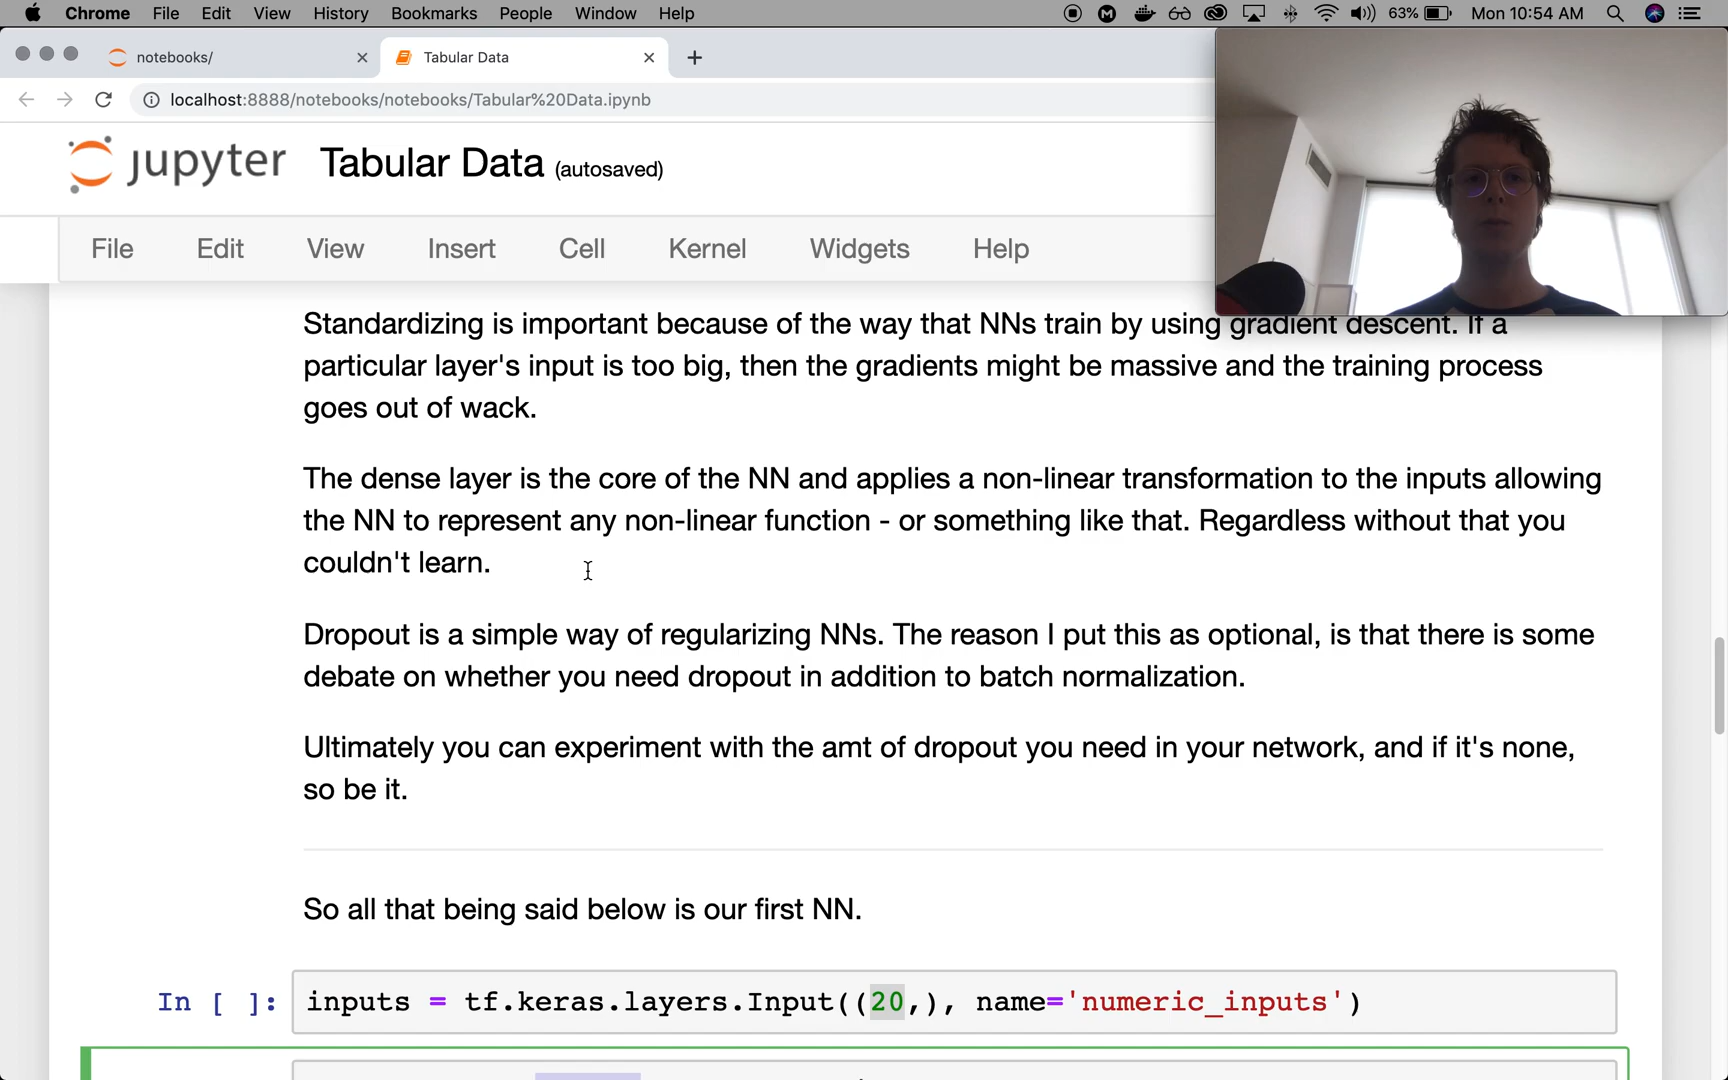 Chrome File Edit View History Bookmarks People Window Help 63% Mon 10:54 AM
notebooks/ Tabular Data
localhost:8888/notebooks/notebooks/Tabular%20Data.ipynb
jupyter Tabular Data (autosaved)
File Edit View Insert Cell Kernel Widgets Help
Standardizing is important because of the way that NNs train by using gradient descent. If a
particular layer's input is too big, then the gradients might be massive and the training process
goes out of wack.
The dense layer is the core of the NN and applies a non-linear transformation to the inputs allowing
the NN to represent any non-linear function - or something like that. Regardless without that you
couldn't learn.
Dropout is a simple way of regularizing NNs. The reason I put this as optional, is that there is some
debate on whether you need dropout in addition to batch normalization.
Ultimately you can experiment with the amt of dropout you need in your network, and if it's none,
so be it.
So all that being said below is our first NN.
In [ ]: inputs = tf.keras.layers.Input((20,), name='numeric_inputs')